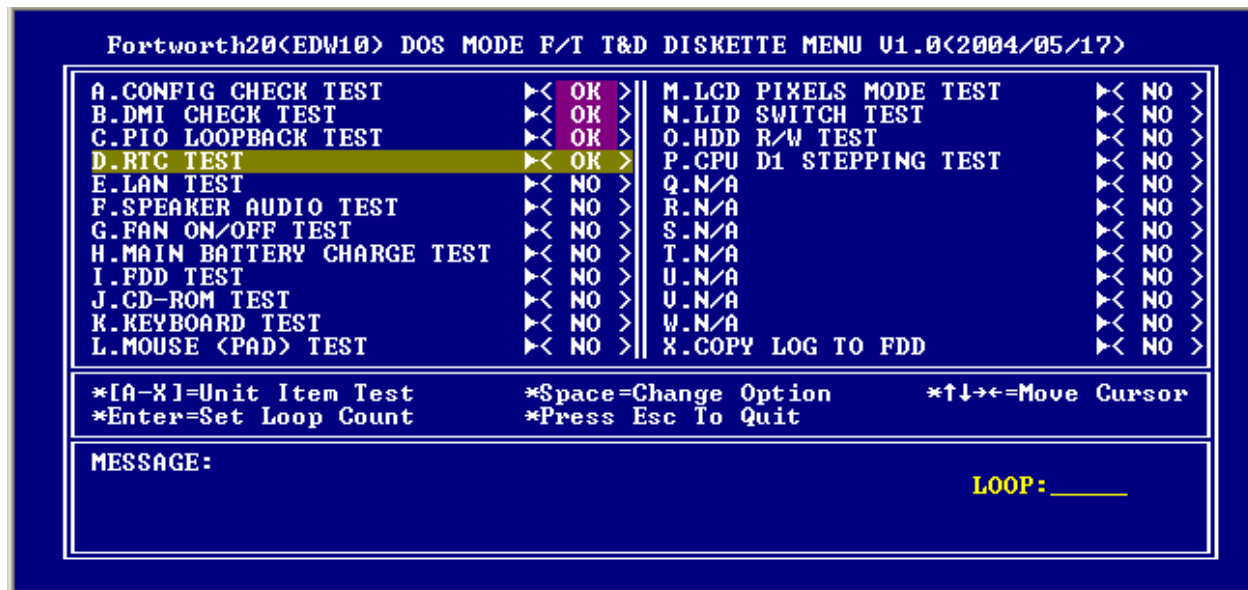 Fortworth20(EDW10) DOS MODE F/T T&D DISKETTE MENU V1.0(2004/05/17)
A.CONFIG CHECK TEST ►< OK >
B.DMI CHECK TEST ►< OK >
C.PIO LOOPBACK TEST ►< OK >
D.RTC TEST ►< OK >
E.LAN TEST ►< NO >
F.SPEAKER AUDIO TEST ►< NO >
G.FAN ON/OFF TEST ►< NO >
H.MAIN BATTERY CHARGE TEST ►< NO >
I.FDD TEST ►< NO >
J.CD-ROM TEST ►< NO >
K.KEYBOARD TEST ►< NO >
L.MOUSE (PAD) TEST ►< NO >
M.LCD PIXELS MODE TEST ►< NO >
N.LID SWITCH TEST ►< NO >
O.HDD R/W TEST ►< NO >
P.CPU D1 STEPPING TEST ►< NO >
Q.N/A ►< NO >
R.N/A ►< NO >
S.N/A ►< NO >
T.N/A ►< NO >
U.N/A ►< NO >
V.N/A ►< NO >
W.N/A ►< NO >
X.COPY LOG TO FDD ►< NO >
*[A-X]=Unit Item Test *Space=Change Option *↑↓→←=Move Cursor
*Enter=Set Loop Count *Press Esc To Quit
MESSAGE:
LOOP:______